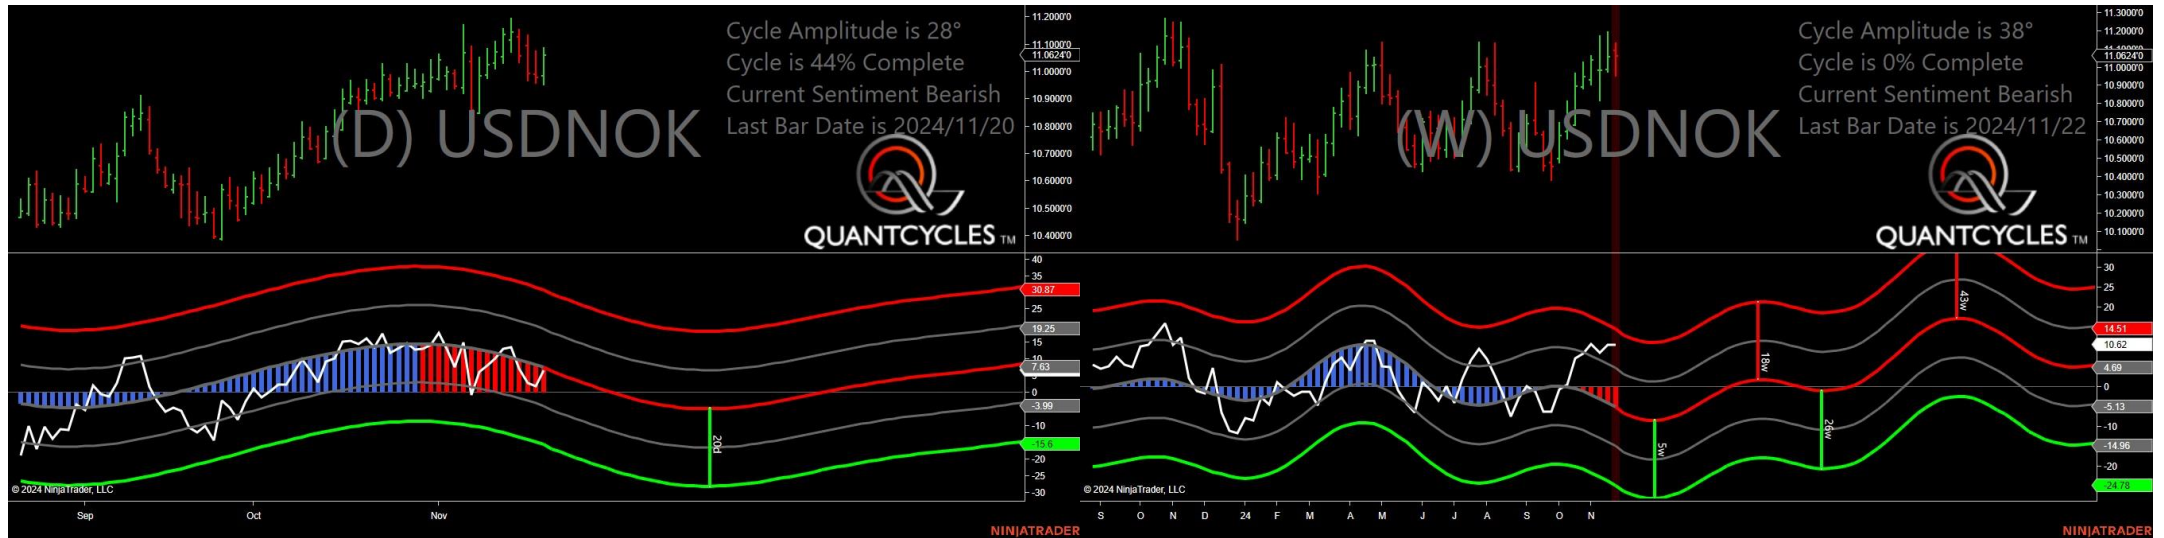 Cycle Amplitude is 28°
Cycle is 44% Complete
Current Sentiment Bearish
Last Bar Date is 2024/11/20
(D) USDNOK
QUANTCYCLES TM
11.2000'0
11.1000'0
11.0624'0
11.0000'0
10.9000'0
10.8000'0
10.7000'0
10.6000'0
10.5000'0
10.4000'0
40
35
30.87
25
19.25
15
10
7.63
5
0
-3.99
-10
-15.6
-20
-25
-30
20d
© 2024 NinjaTrader, LLC
Sep Oct Nov
NINJATRADER
Cycle Amplitude is 38°
Cycle is 0% Complete
Current Sentiment Bearish
Last Bar Date is 2024/11/22
(W) USDNOK
QUANTCYCLES TM
11.3000'0
11.2000'0
11.0624'0
11.0000'0
10.9000'0
10.8000'0
10.7000'0
10.6000'0
10.5000'0
10.4000'0
10.3000'0
10.2000'0
10.1000'0
30
25
20
14.51
10.62
4.69
0
-5.13
-10
-14.96
-20
-24.78
5w
18w
26w
43w
© 2024 NinjaTrader, LLC
S O N D 24 F M A M J J A S O N
NINJATRADER